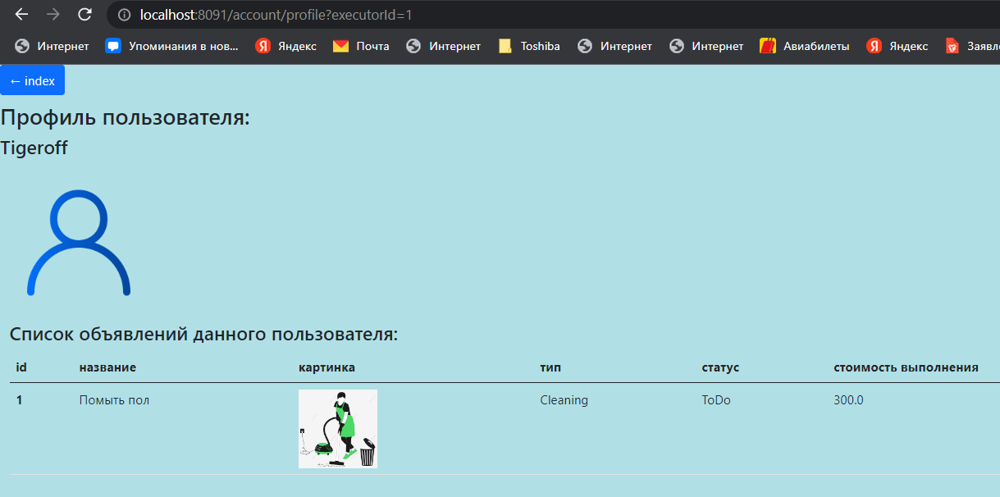 localhost:8091/account/profile?executorId=1
Интернет Упоминания в нов... Яндекс Почта Интернет Toshiba Интернет Интернет Авиабилеты Яндекс Заявл
← index
Профиль пользователя:
Tigeroff
Список объявлений данного пользователя:
id название картинка тип статус стоимость выполнения
1 Помыть пол Cleaning ToDo 300.0